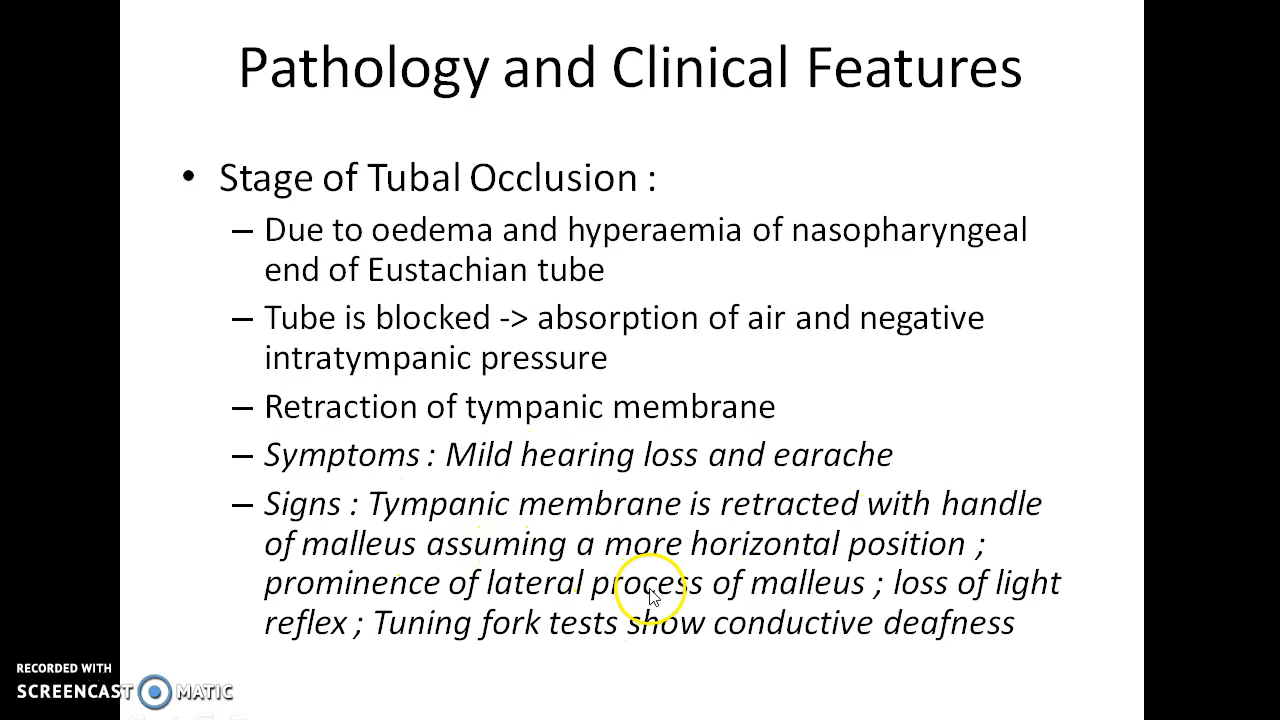 Pathology and Clinical Features
• Stage of Tubal Occlusion :
– Due to oedema and hyperaemia of nasopharyngeal
end of Eustachian tube
– Tube is blocked -> absorption of air and negative
intratympanic pressure
– Retraction of tympanic membrane
– Symptoms : Mild hearing loss and earache
– Signs : Tympanic membrane is retracted with handle
of malleus assuming a more horizontal position ;
prominence of lateral process of malleus ; loss of light
reflex ; Tuning fork tests show conductive deafness
RECORDED WITH
SCREENCAST MATIC